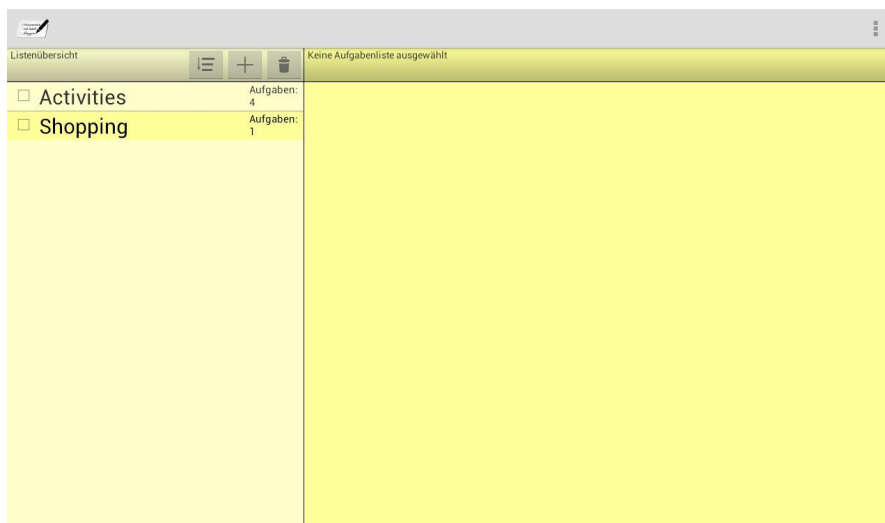 Listenübersicht
Keine Aufgabenliste ausgewählt
Activities
Aufgaben:
4
Shopping
Aufgaben:
1